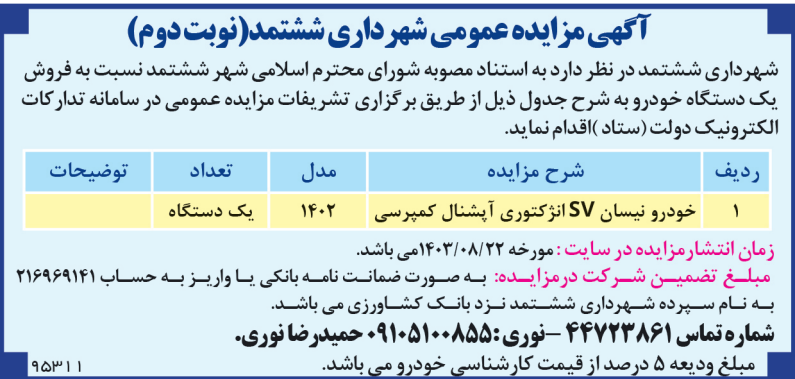 آگهی مزایده عمومی شهرداری ششتمد(نوبت دوم)
شهرداری ششتمد در نظر دارد به استناد مصوبه شورای محترم اسلامی شهر ششتمد نسبت به فروش
یک دستگاه خودرو به شرح جدول ذیل از طریق برگزاری تشریفات مزایده عمومی در سامانه تدارکات
الکترونیک دولت (ستاد )اقدام نماید.
ردیف شرح مزایده مدل تعداد توضیحات
۱ خودرو نیسان SV انژکتوری آپشنال کمپرسی ۱۴۰۲ یک دستگاه
زمان انتشارمزایده در سایت : مورخه ۱۴۰۳/۰۸/۲۲می باشد.
مبلغ تضمین شرکت درمزایده: به صورت ضمانت نامه بانکی یا واریز به حساب ۲۱۶۹۶۹۱۴۱
به نام سپرده شهرداری ششتمد نزد بانک کشاورزی می باشد.
شماره تماس ۴۴۷۲۳۸۶۱ –نوری:۰۹۱۰۵۱۰۰۸۵۵ حمیدرضا نوری.
مبلغ ودیعه ۵ درصد از قیمت کارشناسی خودرو می باشد.
۹۵۳۱۱